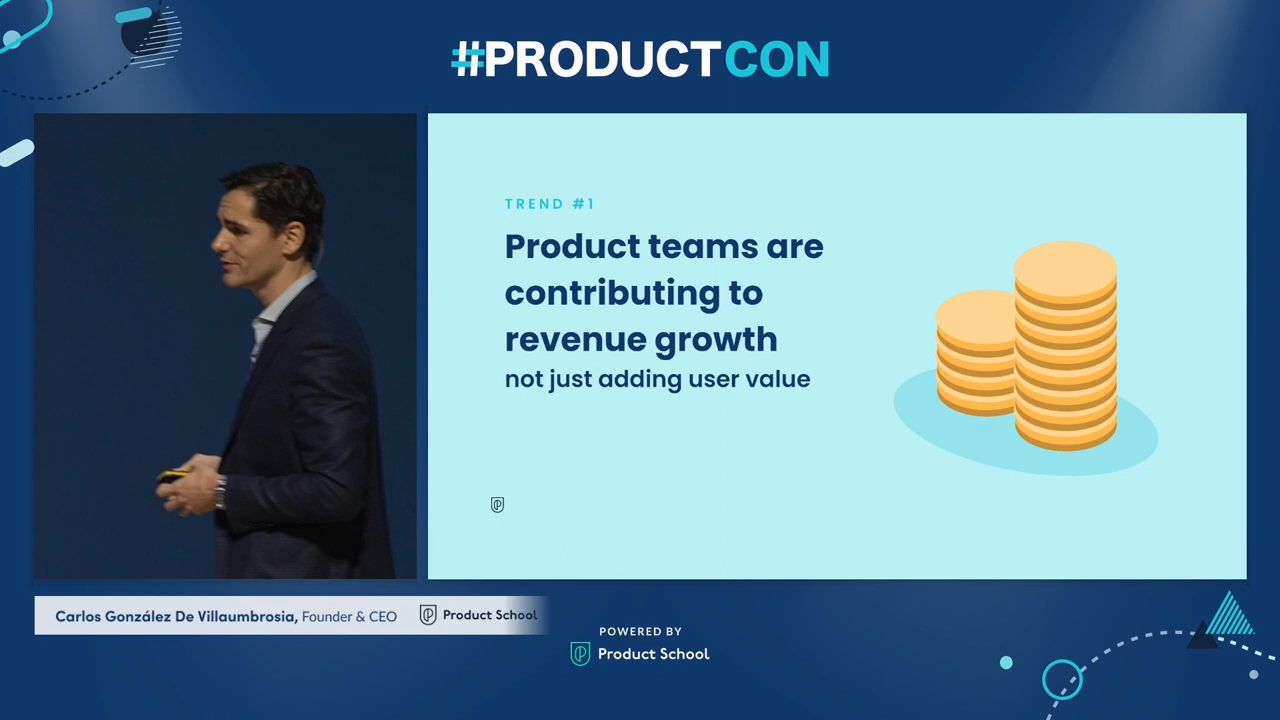 #PRODUCTCON
TREND #1
Product teams are
contributing to
revenue growth
not just adding user value
Carlos González De Villaumbrosia, Founder & CEO Product School
POWERED BY
Product School